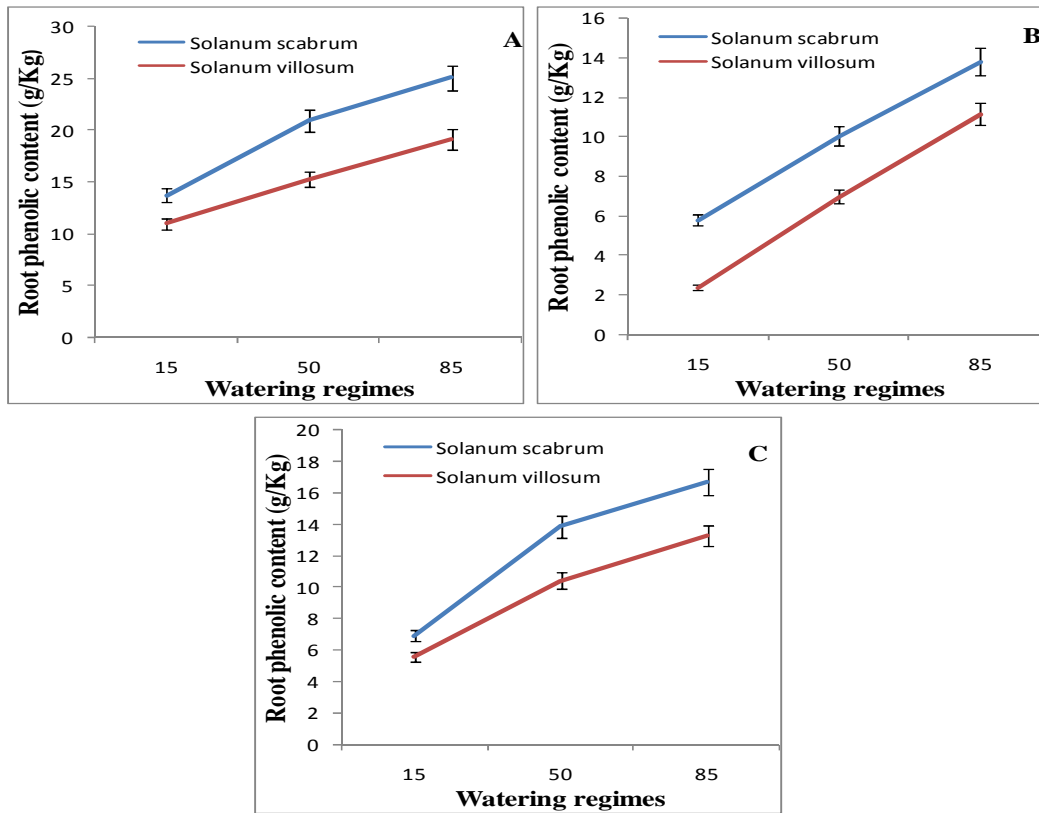 30
25
20
15
10
5
0
Root phenolic content (g/Kg)
Solanum scabrum
Solanum villosum
A
15 50 85
Watering regimes
16
14
12
10
8
6
4
2
0
Root phenolic content (g/Kg)
Solanum scabrum
Solanum villosum
B
15 50 85
Watering regimes
20
18
16
14
12
10
8
6
4
2
0
Root phenolic content (g/Kg)
Solanum scabrum
Solanum villosum
C
15 50 85
Watering regimes